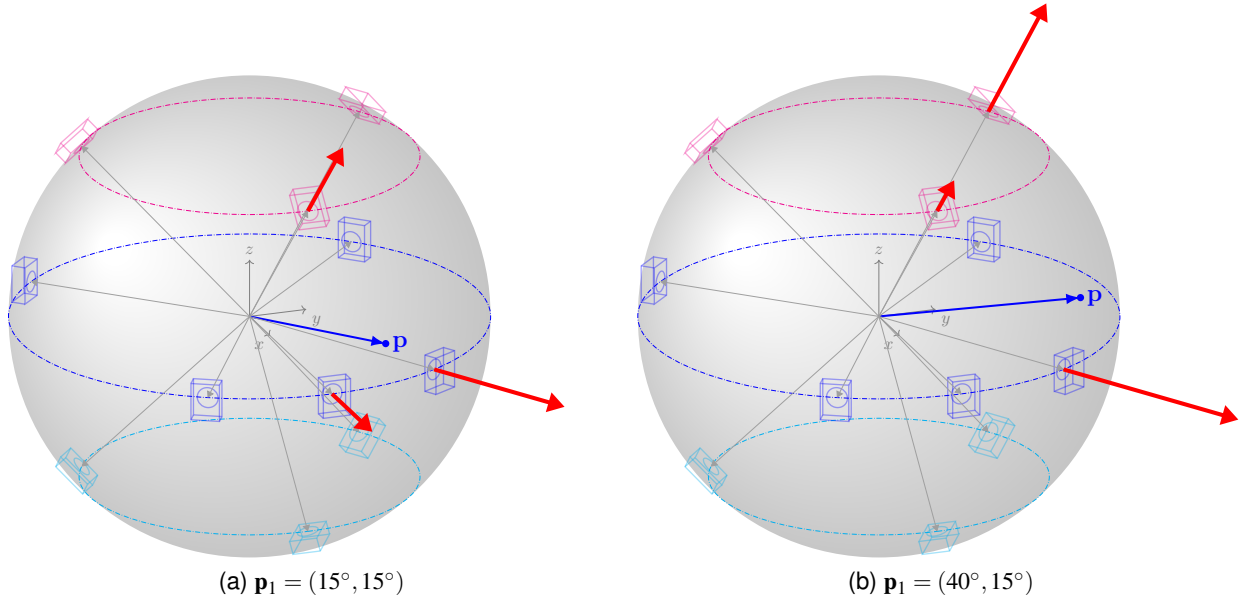 z
y
x
p
z
y
x
p
(a) p₁ = (15°, 15°)
(b) p₁ = (40°, 15°)